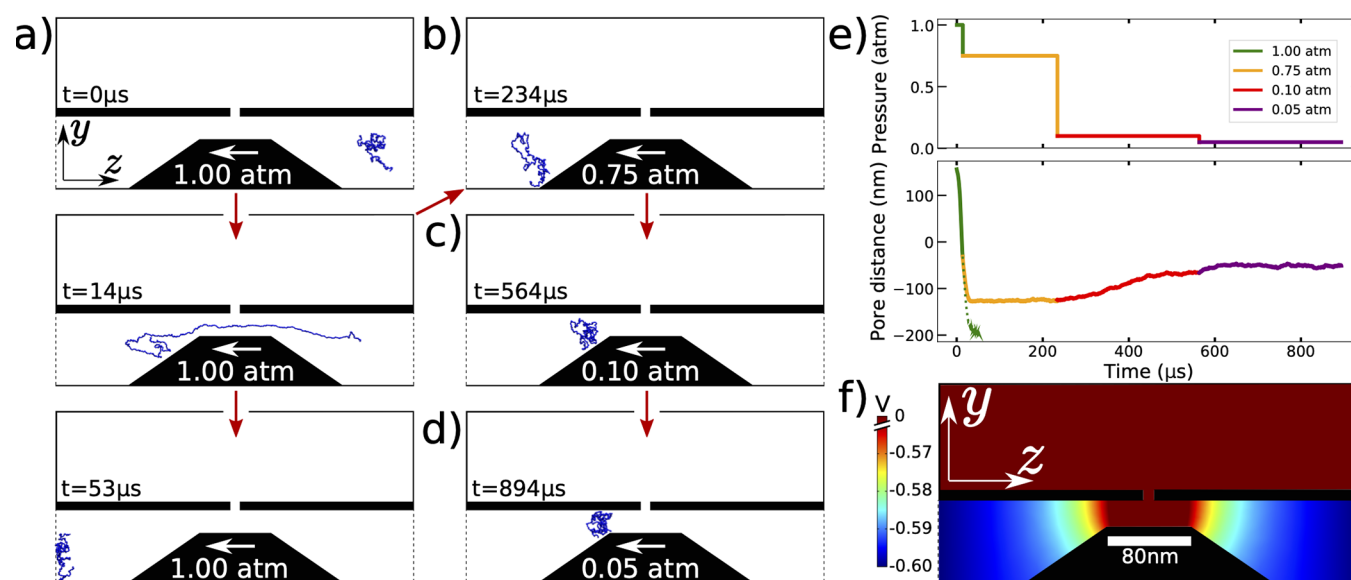 a)
t=0µs
y
z
1.00 atm
t=14µs
1.00 atm
t=53µs
1.00 atm
b)
t=234µs
0.75 atm
c)
t=564µs
0.10 atm
d)
t=894µs
0.05 atm
e)
Pressure (atm)
1.0
0.5
0.0
1.00 atm
0.75 atm
0.10 atm
0.05 atm
Pore distance (nm)
100
0
−100
−200
0 200 400 600 800
Time (µs)
f)
V
0
-0.57
-0.58
-0.59
-0.60
y
z
80nm